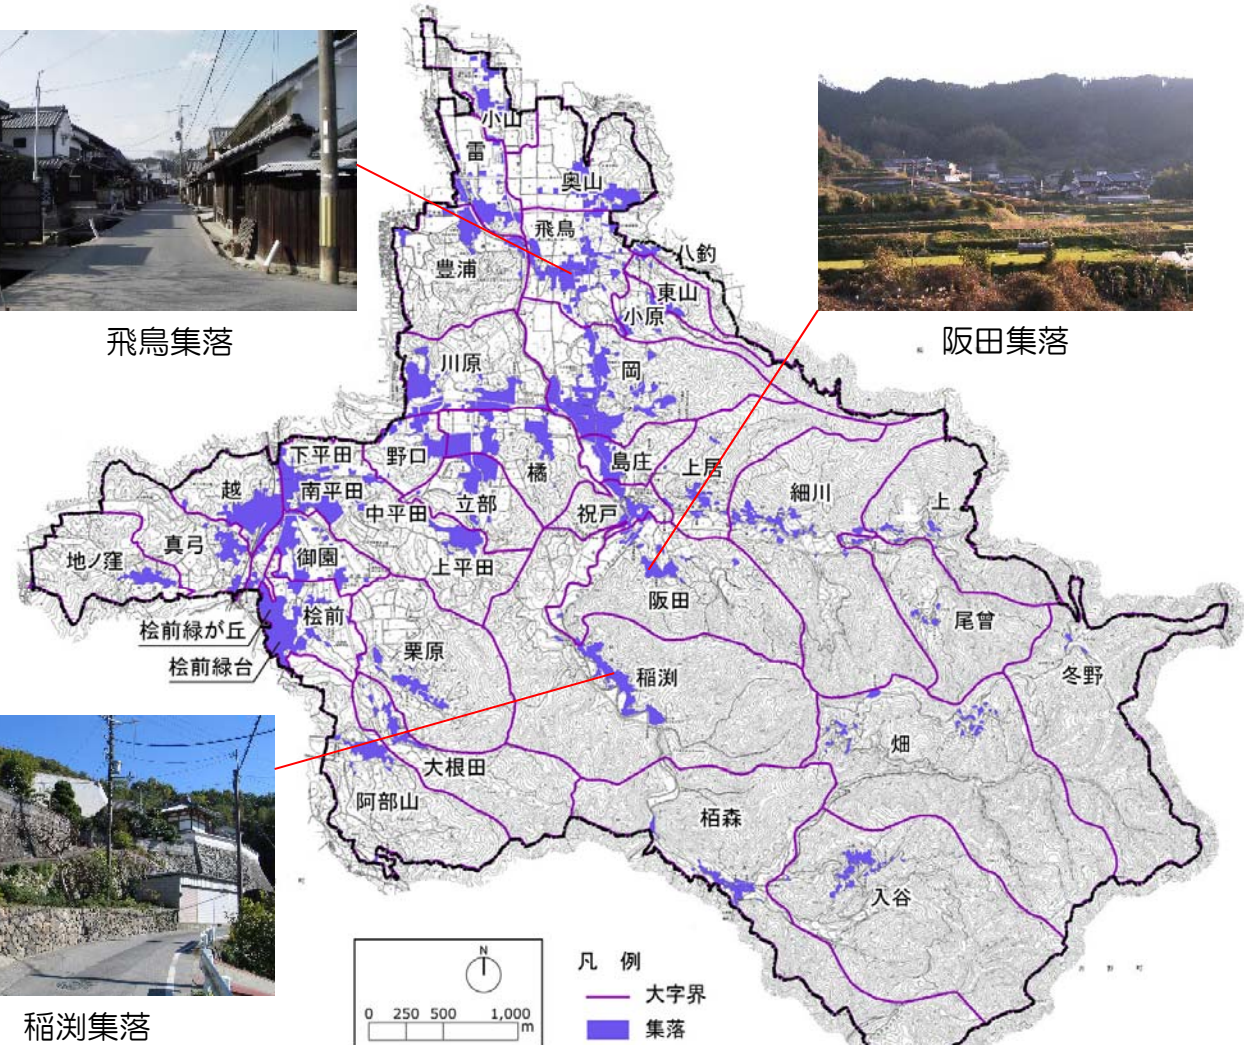 小山
雷
奥山
飛鳥
八釣
豊浦
東山
小原
飛鳥集落
阪田集落
川原
岡
下平田
野口
橘
島庄
上居
細川
上
越
南平田
中平田
立部
祝戸
真弓
地ノ窪
御園
上平田
阪田
尾曾
桧前緑が丘
桧前
桧前緑台
栗原
稲渕
冬野
畑
大根田
阿部山
栢森
入谷
稲渕集落
N
0 250 500 1,000
m
凡 例
大字界
集落